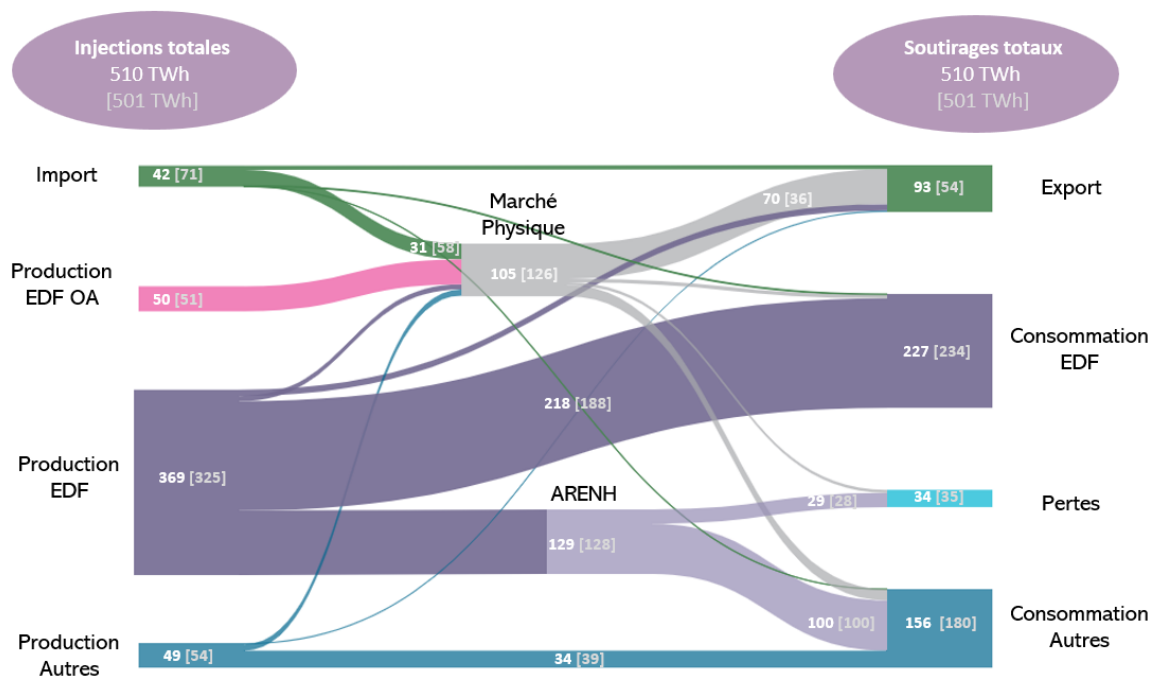 Injections totales
510 TWh
[501 TWh]
Soutirages totaux
510 TWh
[501 TWh]
Import
42 [71]
Marché
Physique
31 [58]
105 [126]
70 [36]
93 [54]
Export
Production
EDF OA
50 [51]
227 [234]
Consommation
EDF
218 [188]
Production
EDF
369 [325]
ARENH
129 [128]
29 [28]
34 [35]
Pertes
100 [100]
156 [180]
Consommation
Autres
Production
Autres
49 [54]
34 [39]